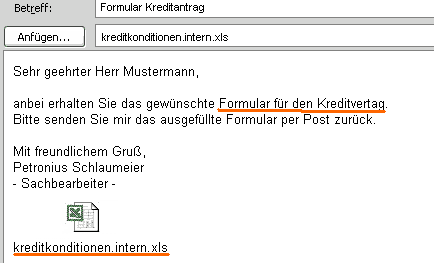 Betreff: Formular Kreditantrag
Anfügen... kreditkonditionen.intern.xls
Sehr geehrter Herr Mustermann,
anbei erhalten Sie das gewünschte Formular für den Kreditvertag.
Bitte senden Sie mir das ausgefüllte Formular per Post zurück.
Mit freundlichem Gruß,
Petronius Schlaumeier
- Sachbearbeiter -
kreditkonditionen.intern.xls